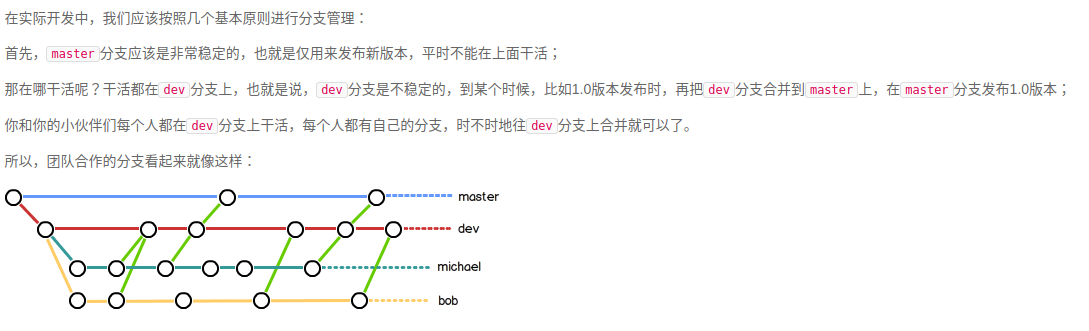 在实际开发中，我们应该按照几个基本原则进行分支管理：
首先，master分支应该是非常稳定的，也就是仅用来发布新版本，平时不能在上面干活；
那在哪干活呢？干活都在dev分支上，也就是说，dev分支是不稳定的，到某个时候，比如1.0版本发布时，再把dev分支合并到master上，在master分支发布1.0版本；
你和你的小伙伴们每个人都在dev分支上干活，每个人都有自己的分支，时不时地往dev分支上合并就可以了。
所以，团队合作的分支看起来就像这样：
master
dev
michael
bob